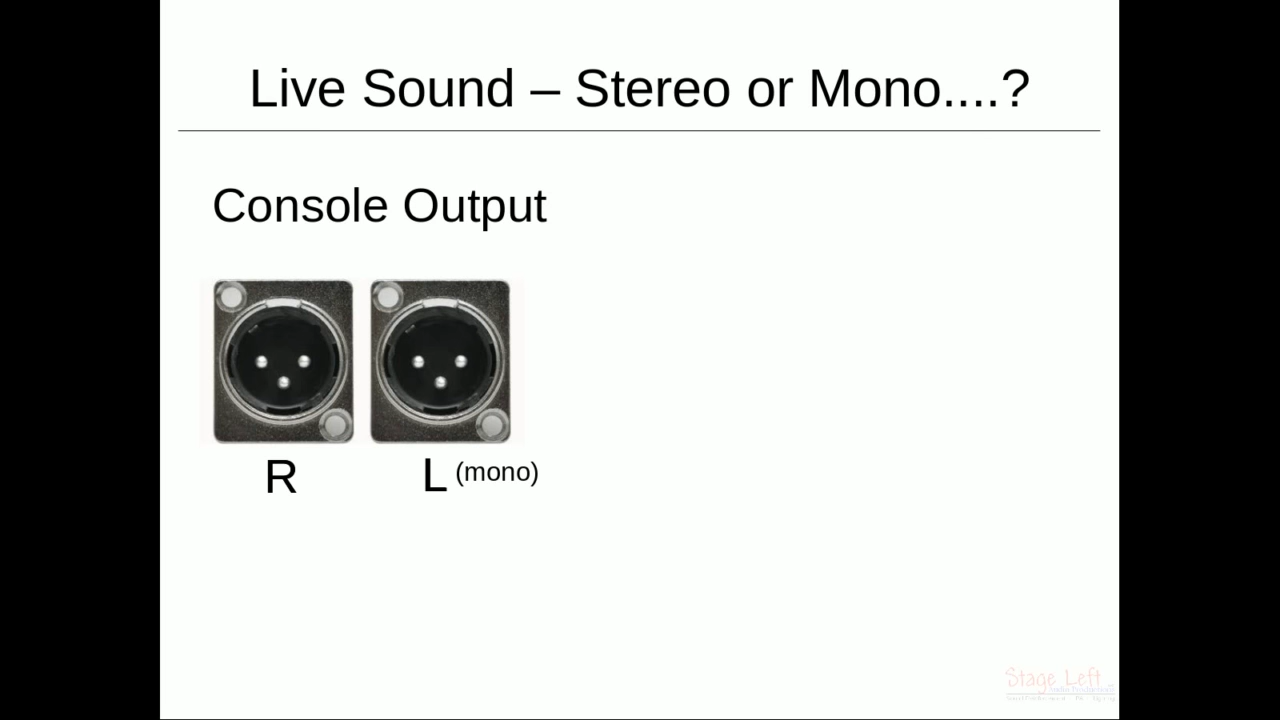 Live Sound – Stereo or Mono....?
Console Output
R L (mono)
Stage Left